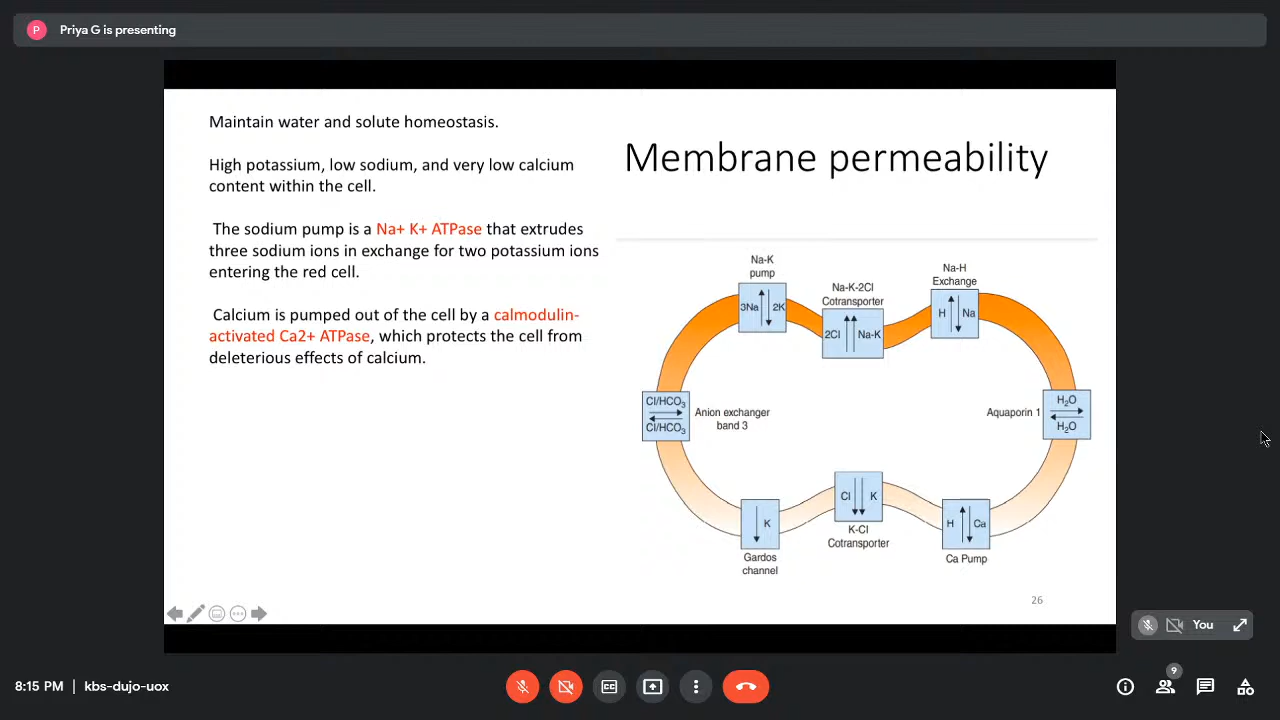 P Priya G is presenting
Maintain water and solute homeostasis.
High potassium, low sodium, and very low calcium
content within the cell.
The sodium pump is a Na+ K+ ATPase that extrudes
three sodium ions in exchange for two potassium ions
entering the red cell.
Calcium is pumped out of the cell by a calmodulin-
activated Ca2+ ATPase, which protects the cell from
deleterious effects of calcium.
Membrane permeability
Na-K
pump
3Na 2K
Na-K-2Cl
Cotransporter
2Cl Na-K
Na-H
Exchange
H Na
Cl/HCO₃
Cl/HCO₃
Anion exchanger
band 3
Aquaporin 1
H₂O
H₂O
K
Gardos
channel
Cl K
K-Cl
Cotransporter
H Ca
Ca Pump
26
You
8:15 PM | kbs-dujo-uox
CC
9